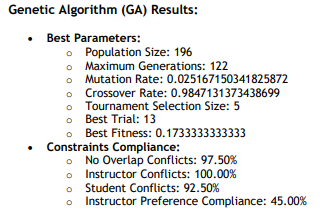 Genetic Algorithm (GA) Results:
• Best Parameters:
o Population Size: 196
o Maximum Generations: 122
o Mutation Rate: 0.025167150341825872
o Crossover Rate: 0.9847131373438699
o Tournament Selection Size: 5
o Best Trial: 13
o Best Fitness: 0.1733333333333
• Constraints Compliance:
o No Overlap Conflicts: 97.50%
o Instructor Conflicts: 100.00%
o Student Conflicts: 92.50%
o Instructor Preference Compliance: 45.00%